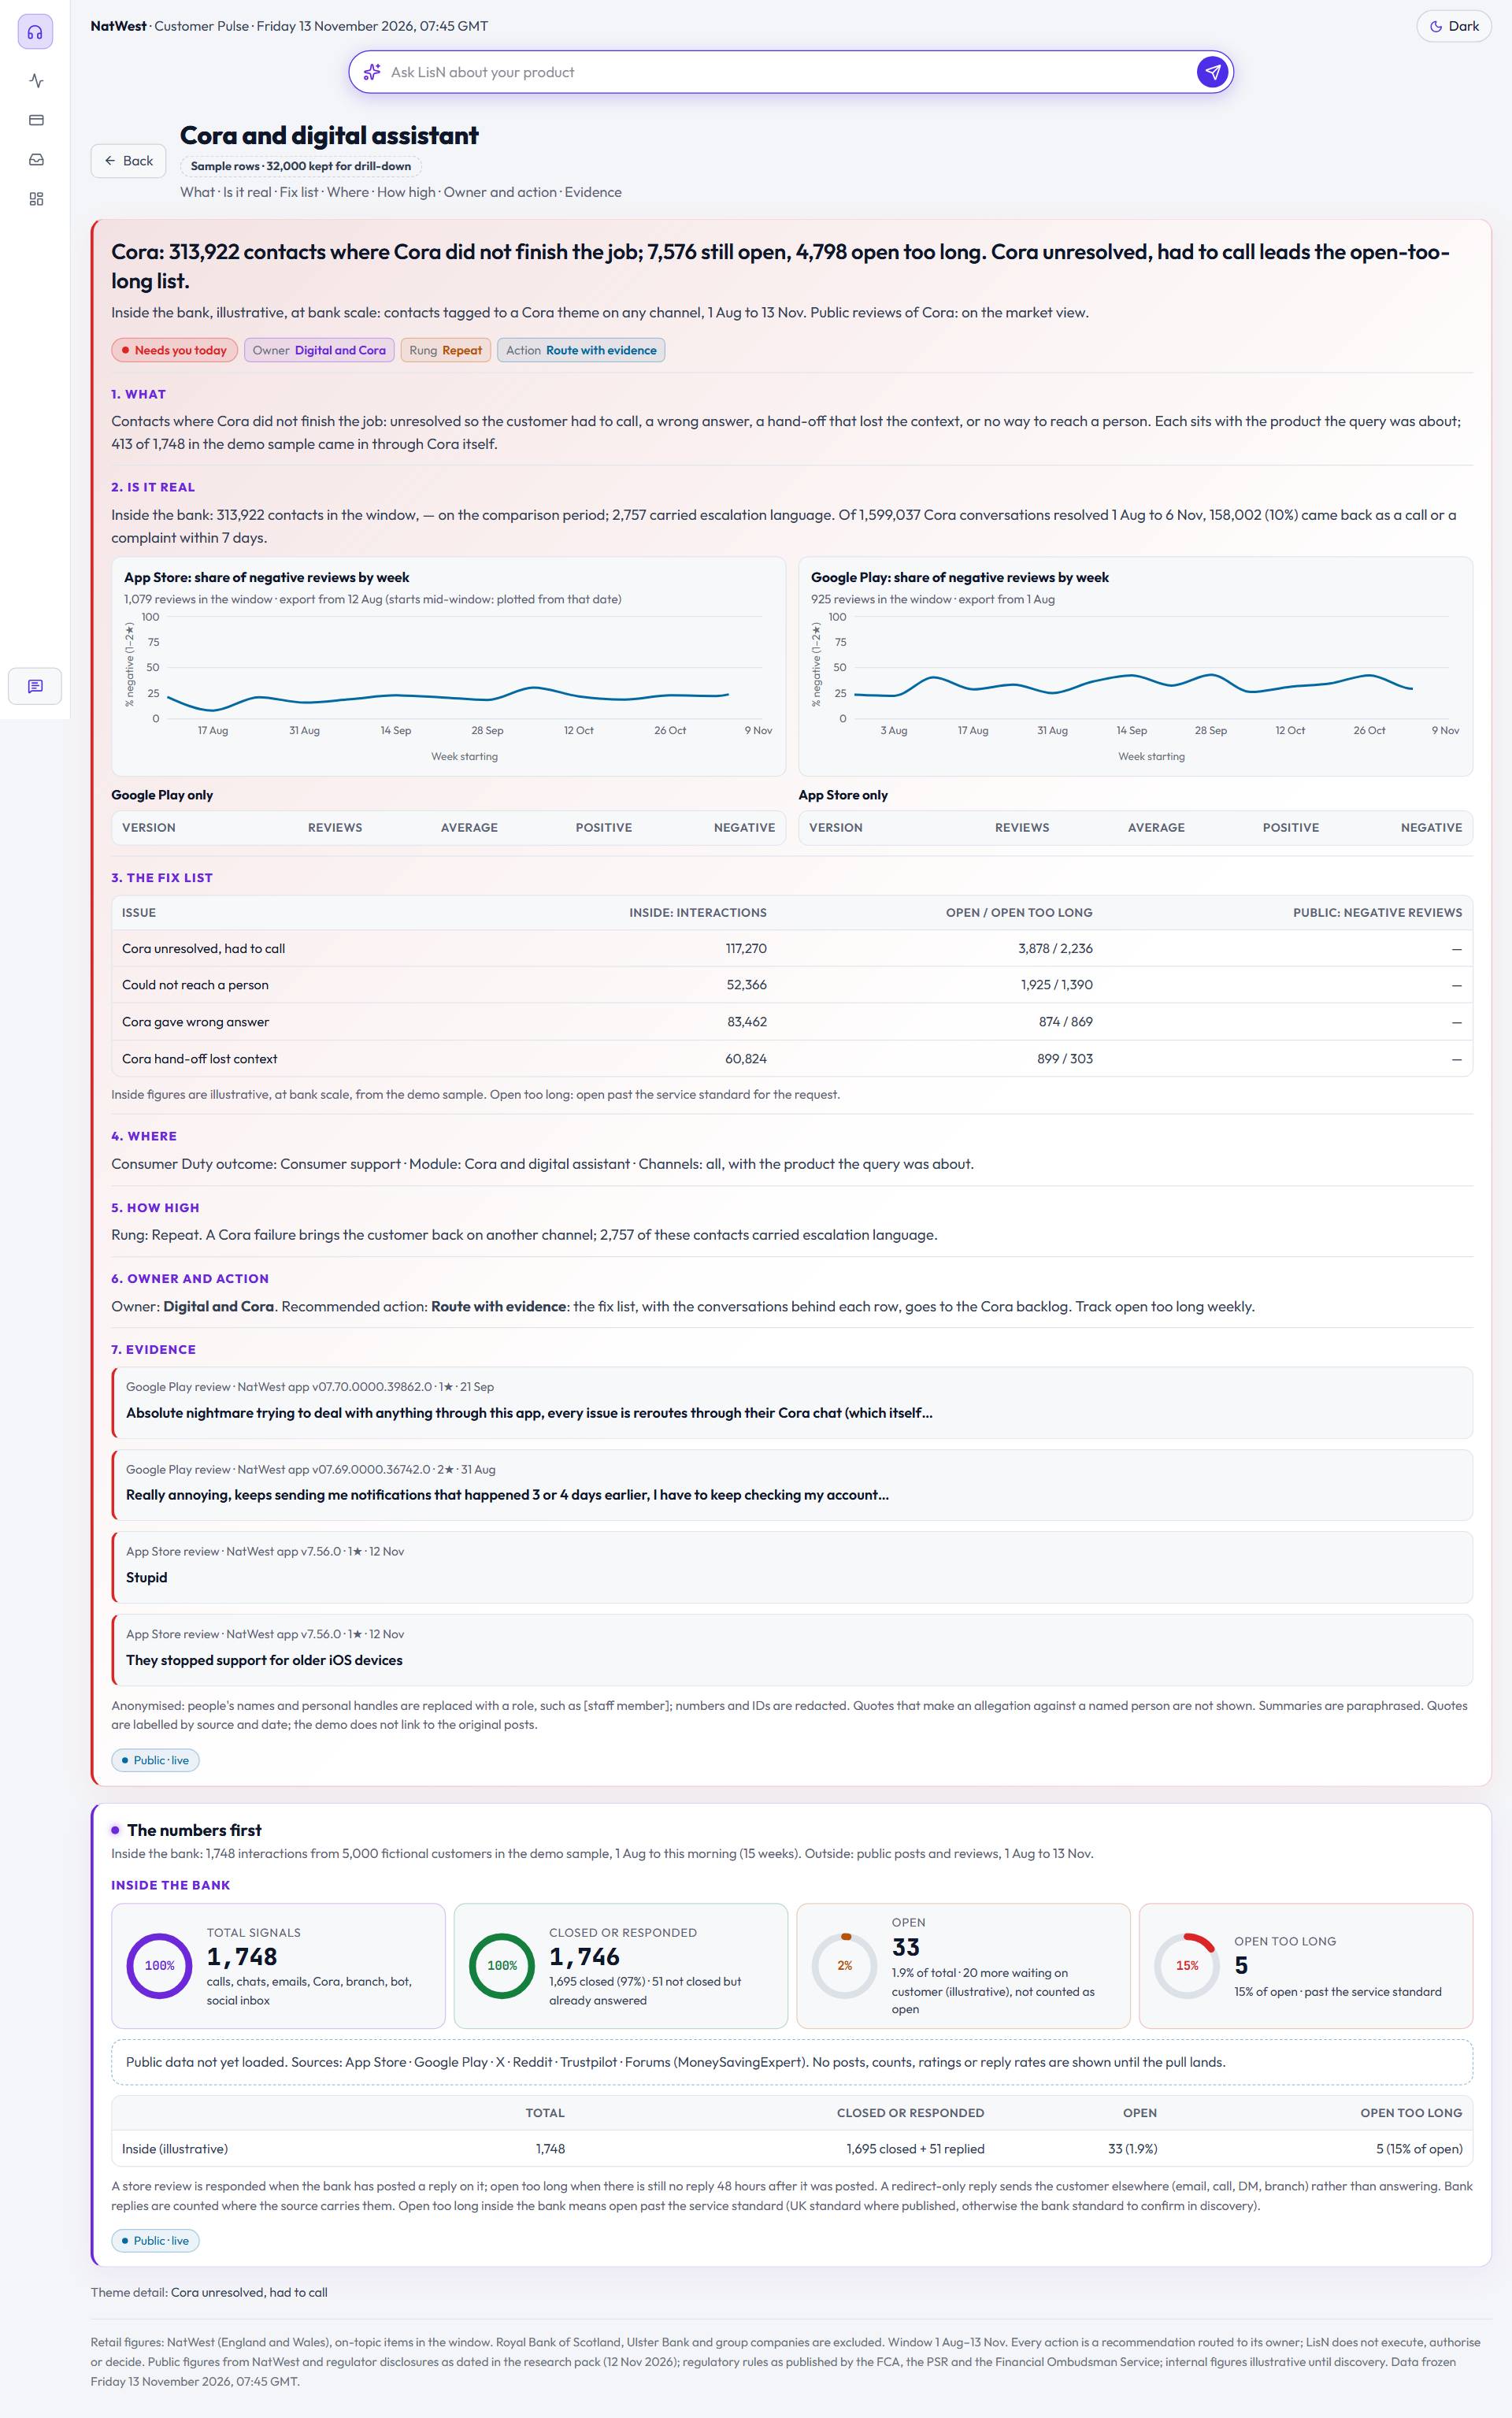 NatWest · Customer Pulse · Friday 13 November 2026, 07:45 GMT
Dark
Ask LisN about your product
Back
Cora and digital assistant
Sample rows · 32,000 kept for drill-down
What · Is it real · Fix list · Where · How high · Owner and action · Evidence
Cora: 313,922 contacts where Cora did not finish the job; 7,576 still open, 4,798 open too long. Cora unresolved, had to call leads the open-too-
long list.
Inside the bank, illustrative, at bank scale: contacts tagged to a Cora theme on any channel, 1 Aug to 13 Nov. Public reviews of Cora: on the market view.
Needs you today
Owner Digital and Cora
Rung Repeat
Action Route with evidence
1. WHAT
Contacts where Cora did not finish the job: unresolved so the customer had to call, a wrong answer, a hand-off that lost the context, or no way to reach a person. Each sits with the product the query was about;
413 of 1,748 in the demo sample came in through Cora itself.
2. IS IT REAL
Inside the bank: 313,922 contacts in the window, — on the comparison period; 2,757 carried escalation language. Of 1,599,037 Cora conversations resolved 1 Aug to 6 Nov, 158,002 (10%) came back as a call or a
complaint within 7 days.
App Store: share of negative reviews by week
1,079 reviews in the window · export from 12 Aug (starts mid-window: plotted from that date)
% negative (1–2★)
100
75
50
25
0
17 Aug 31 Aug 14 Sep 28 Sep 12 Oct 26 Oct 9 Nov
Week starting
Google Play: share of negative reviews by week
925 reviews in the window · export from 1 Aug
% negative (1–2★)
100
75
50
25
0
3 Aug 17 Aug 31 Aug 14 Sep 28 Sep 12 Oct 26 Oct 9 Nov
Week starting
Google Play only
VERSION REVIEWS AVERAGE POSITIVE NEGATIVE
App Store only
VERSION REVIEWS AVERAGE POSITIVE NEGATIVE
3. THE FIX LIST
ISSUE INSIDE: INTERACTIONS OPEN / OPEN TOO LONG PUBLIC: NEGATIVE REVIEWS
Cora unresolved, had to call 117,270 3,878 / 2,236 —
Could not reach a person 52,366 1,925 / 1,390 —
Cora gave wrong answer 83,462 874 / 869 —
Cora hand-off lost context 60,824 899 / 303 —
Inside figures are illustrative, at bank scale, from the demo sample. Open too long: open past the service standard for the request.
4. WHERE
Consumer Duty outcome: Consumer support · Module: Cora and digital assistant · Channels: all, with the product the query was about.
5. HOW HIGH
Rung: Repeat. A Cora failure brings the customer back on another channel; 2,757 of these contacts carried escalation language.
6. OWNER AND ACTION
Owner: Digital and Cora. Recommended action: Route with evidence: the fix list, with the conversations behind each row, goes to the Cora backlog. Track open too long weekly.
7. EVIDENCE
Google Play review · NatWest app v07.70.0000.39862.0 · 1★ · 21 Sep
Absolute nightmare trying to deal with anything through this app, every issue is reroutes through their Cora chat (which itself…
Google Play review · NatWest app v07.69.0000.36742.0 · 2★ · 31 Aug
Really annoying, keeps sending me notifications that happened 3 or 4 days earlier, I have to keep checking my account…
App Store review · NatWest app v7.56.0 · 1★ · 12 Nov
Stupid
App Store review · NatWest app v7.56.0 · 1★ · 12 Nov
They stopped support for older iOS devices
Anonymised: people's names and personal handles are replaced with a role, such as [staff member]; numbers and IDs are redacted. Quotes that make an allegation against a named person are not shown. Summaries are paraphrased. Quotes
are labelled by source and date; the demo does not link to the original posts.
Public · live
The numbers first
Inside the bank: 1,748 interactions from 5,000 fictional customers in the demo sample, 1 Aug to this morning (15 weeks). Outside: public posts and reviews, 1 Aug to 13 Nov.
INSIDE THE BANK
100%
TOTAL SIGNALS
1,748
calls, chats, emails, Cora, branch, bot,
social inbox
100%
CLOSED OR RESPONDED
1,746
1,695 closed (97%) · 51 not closed but
already answered
2%
OPEN
33
1.9% of total · 20 more waiting on
customer (illustrative), not counted as
open
15%
OPEN TOO LONG
5
15% of open · past the service standard
Public data not yet loaded. Sources: App Store · Google Play · X · Reddit · Trustpilot · Forums (MoneySavingExpert). No posts, counts, ratings or reply rates are shown until the pull lands.
TOTAL CLOSED OR RESPONDED OPEN OPEN TOO LONG
Inside (illustrative) 1,748 1,695 closed + 51 replied 33 (1.9%) 5 (15% of open)
A store review is responded when the bank has posted a reply on it; open too long when there is still no reply 48 hours after it was posted. A redirect-only reply sends the customer elsewhere (email, call, DM, branch) rather than answering. Bank
replies are counted where the source carries them. Open too long inside the bank means open past the service standard (UK standard where published, otherwise the bank standard to confirm in discovery).
Public · live
Theme detail: Cora unresolved, had to call
Retail figures: NatWest (England and Wales), on-topic items in the window. Royal Bank of Scotland, Ulster Bank and group companies are excluded. Window 1 Aug–13 Nov. Every action is a recommendation routed to its owner; LisN does not execute, authorise
or decide. Public figures from NatWest and regulator disclosures as dated in the research pack (12 Nov 2026); regulatory rules as published by the FCA, the PSR and the Financial Ombudsman Service; internal figures illustrative until discovery. Data frozen
Friday 13 November 2026, 07:45 GMT.